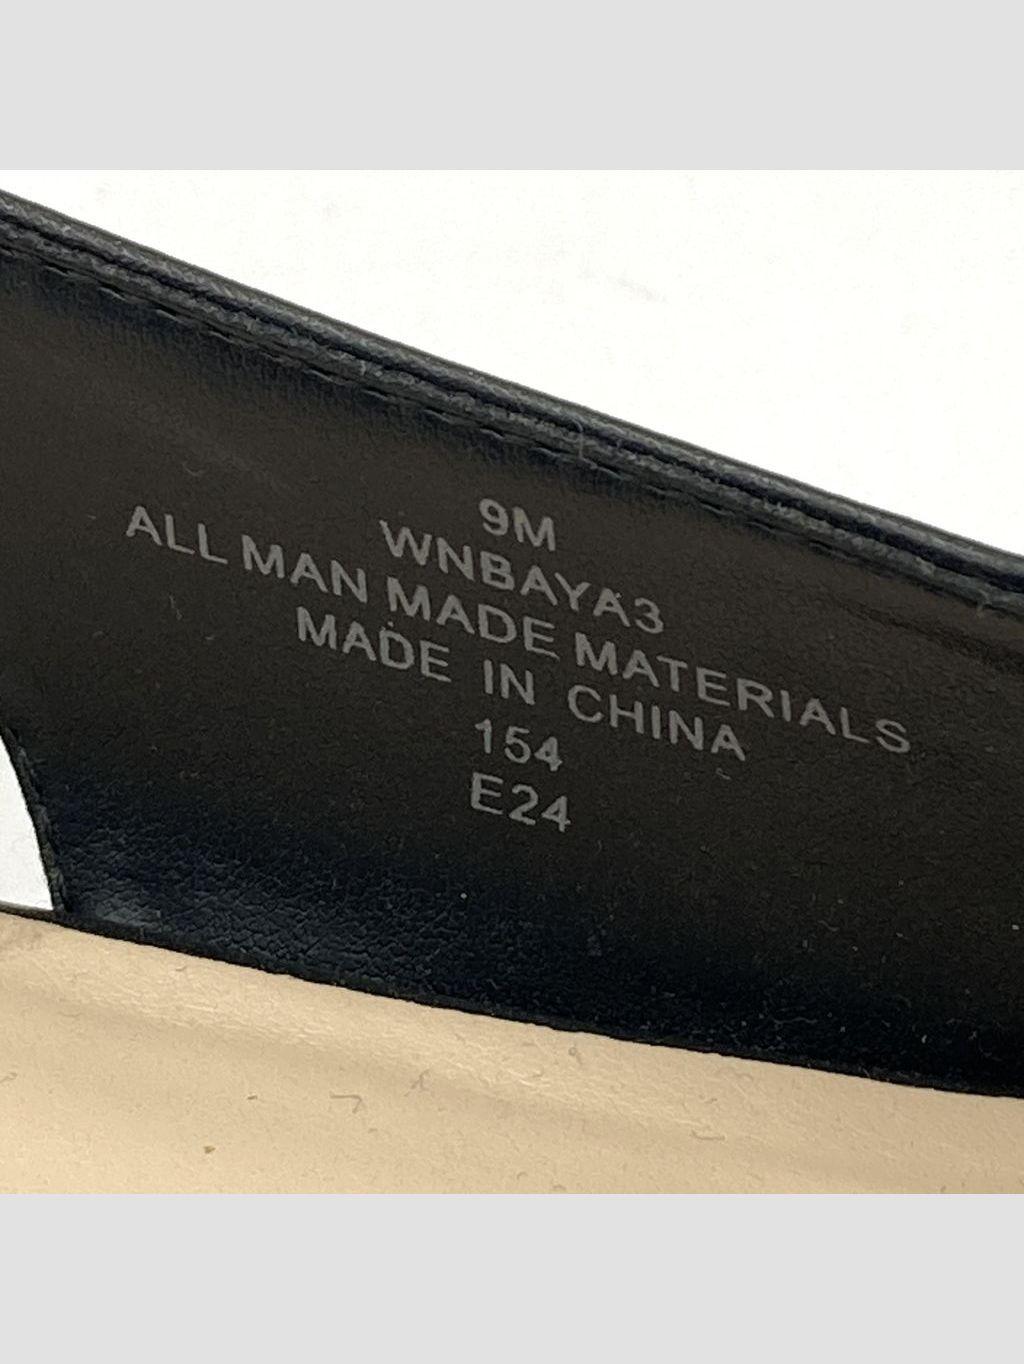 9M
WNBAYA3
ALL MAN MADE MATERIALS
MADE IN CHINA
154
E24